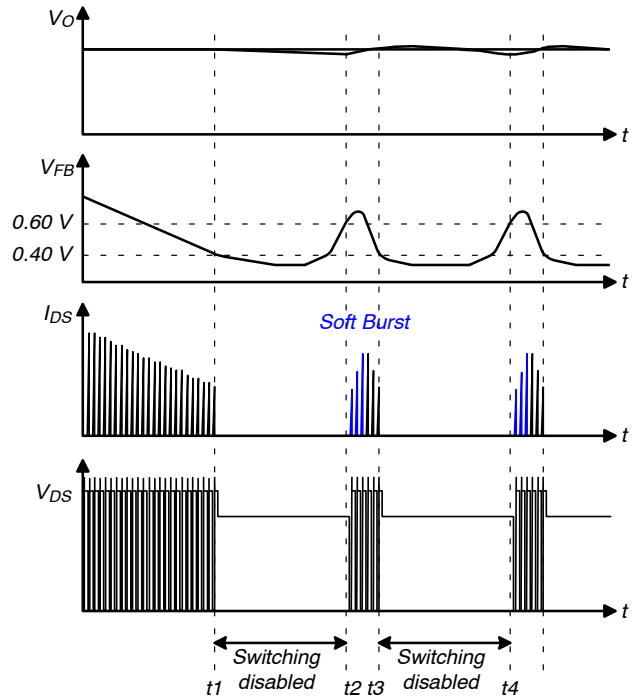 VO
t
VFB
0.60 V
0.40 V
t
IDS
Soft Burst
t
VDS
t
Switching
disabled
Switching
disabled
t1
t2
t3
t4